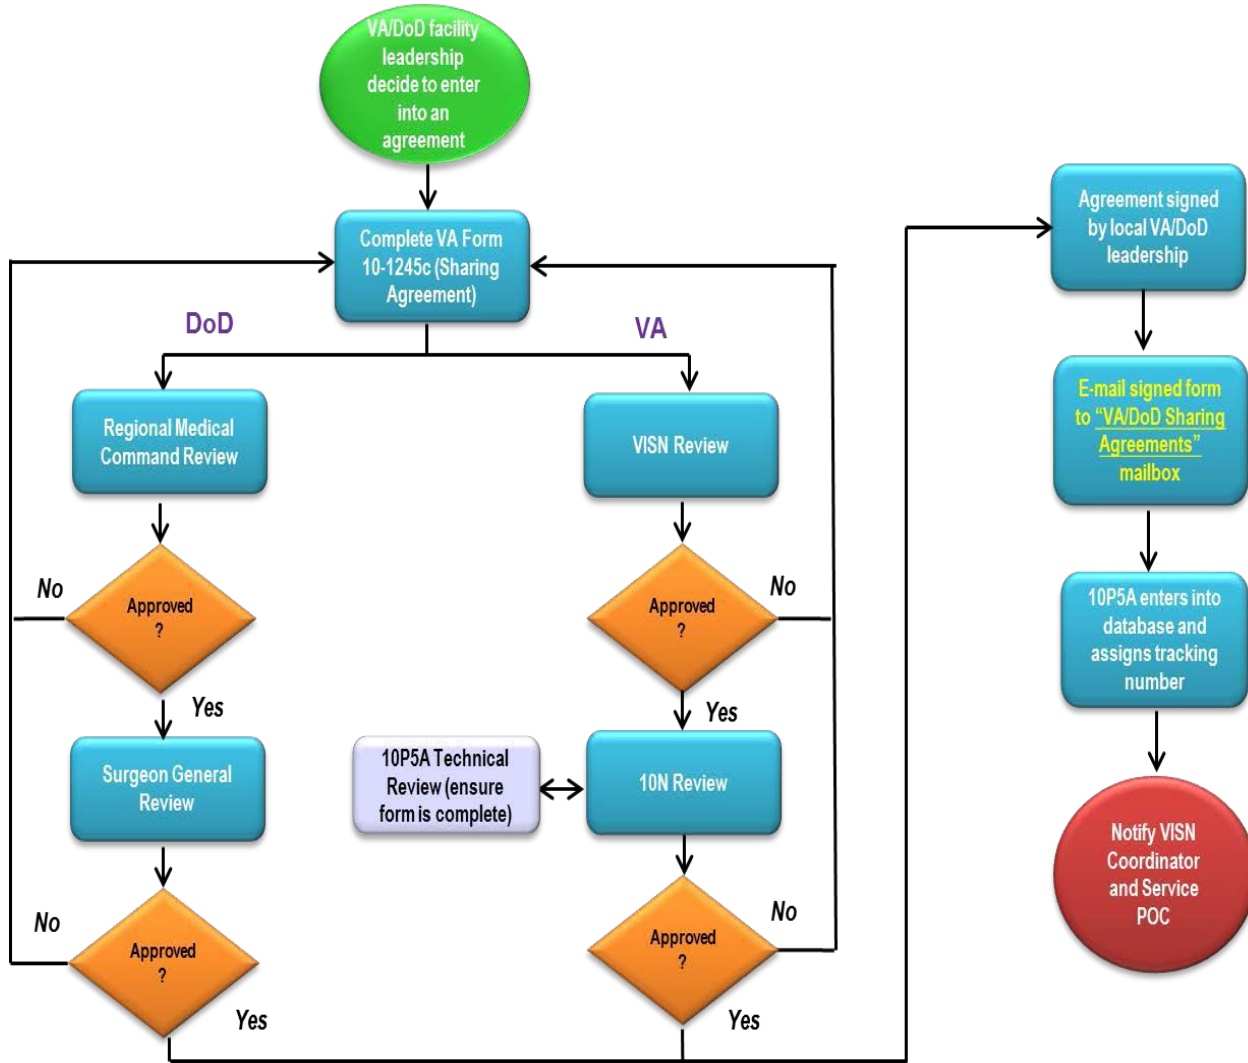 VA/DoD facility
leadership
decide to enter
into an
agreement
Complete VA Form
10-1245c (Sharing
Agreement)
DoD
VA
Regional Medical
Command Review
VISN Review
Approved
?
No
Approved
?
No
Yes
Yes
Surgeon General
Review
10P5A Technical
Review (ensure
form is complete)
10N Review
Approved
?
No
Yes
Approved
?
No
Yes
Agreement signed
by local VA/DoD
leadership
E-mail signed form
to “VA/DoD Sharing
Agreements”
mailbox
10P5A enters into
database and
assigns tracking
number
Notify VISN
Coordinator
and Service
POC